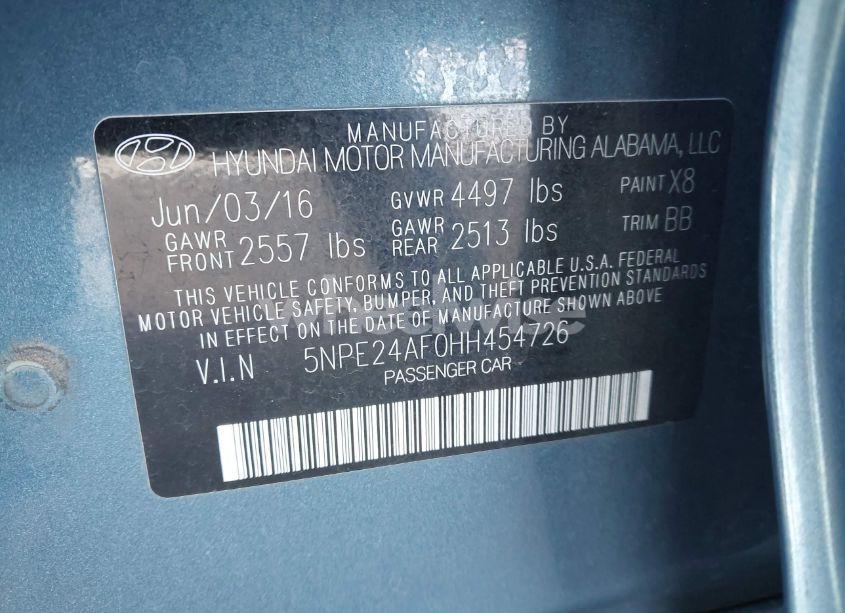 MANUFACTURED BY
HYUNDAI MOTOR MANUFACTURING ALABAMA, LLC
Jun/03/16 GVWR 4497 lbs PAINT X8
GAWR FRONT 2557 lbs GAWR REAR 2513 lbs TRIM BB
THIS VEHICLE CONFORMS TO ALL APPLICABLE U.S.A. FEDERAL
MOTOR VEHICLE SAFETY, BUMPER, AND THEFT PREVENTION STANDARDS
IN EFFECT ON THE DATE OF MANUFACTURE SHOWN ABOVE
V.I.N 5NPE24AF0HH454726
PASSENGER CAR